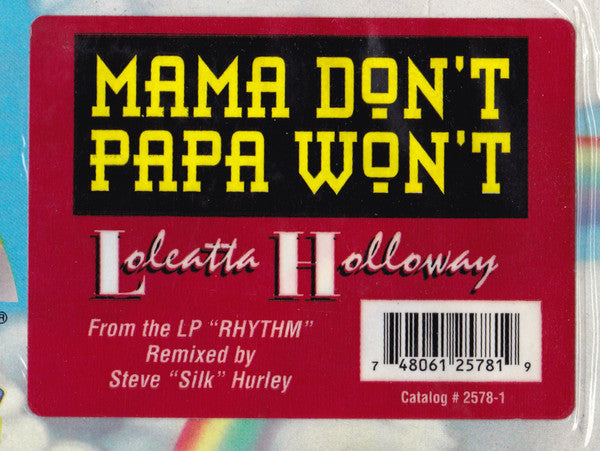 MAMA DON'T
PAPA WON'T
Loleatta Holloway
From the LP "RHYTHM"
Remixed by
Steve "Silk" Hurley
7 48061 25781 9
Catalog # 2578-1
®